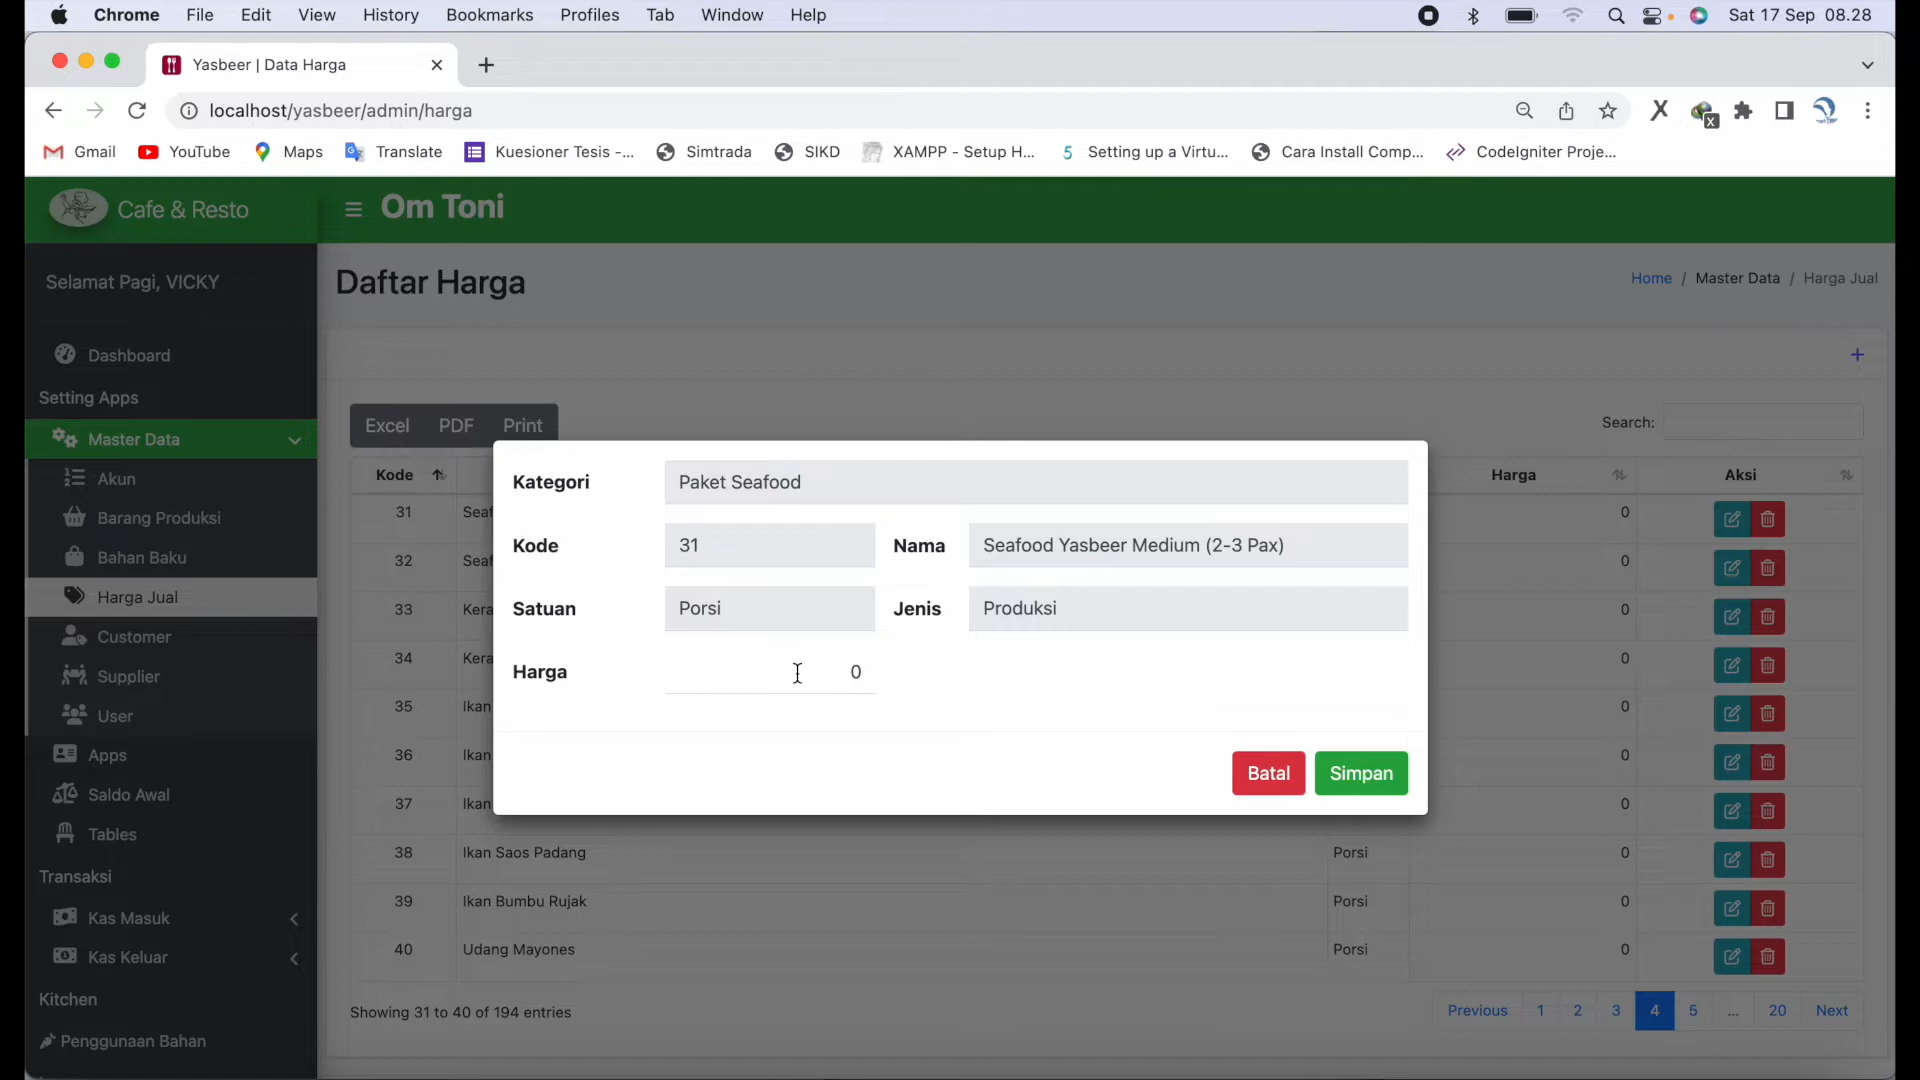 Chrome File Edit View History Bookmarks Profiles Tab Window Help Sat 17 Sep 08.28
Yasbeer | Data Harga
localhost/yasbeer/admin/harga
Gmail YouTube Maps Translate Kuesioner Tesis -... Simtrada SIKD XAMPP - Setup H... Setting up a Virtu... Cara Install Comp... CodeIgniter Proje...
Cafe & Resto Om Toni
Selamat Pagi, VICKY
Daftar Harga
Home / Master Data / Harga Jual
Dashboard
Setting Apps
Master Data
Akun
Barang Produksi
Bahan Baku
Harga Jual
Customer
Supplier
User
Apps
Saldo Awal
Tables
Transaksi
Kas Masuk
Kas Keluar
Kitchen
Penggunaan Bahan
+
Excel PDF Print
Search:
Kode Harga Aksi
31 Seaf 0
32 Seaf 0
33 Kera 0
34 Kera 0
35 Ikan 0
36 Ikan 0
37 Ikan 0
38 Ikan Saos Padang Porsi 0
39 Ikan Bumbu Rujak Porsi 0
40 Udang Mayones Porsi 0
Showing 31 to 40 of 194 entries
Previous 1 2 3 4 5 ... 20 Next
Kategori Paket Seafood
Kode 31 Nama Seafood Yasbeer Medium (2-3 Pax)
Satuan Porsi Jenis Produksi
Harga 0
Batal Simpan